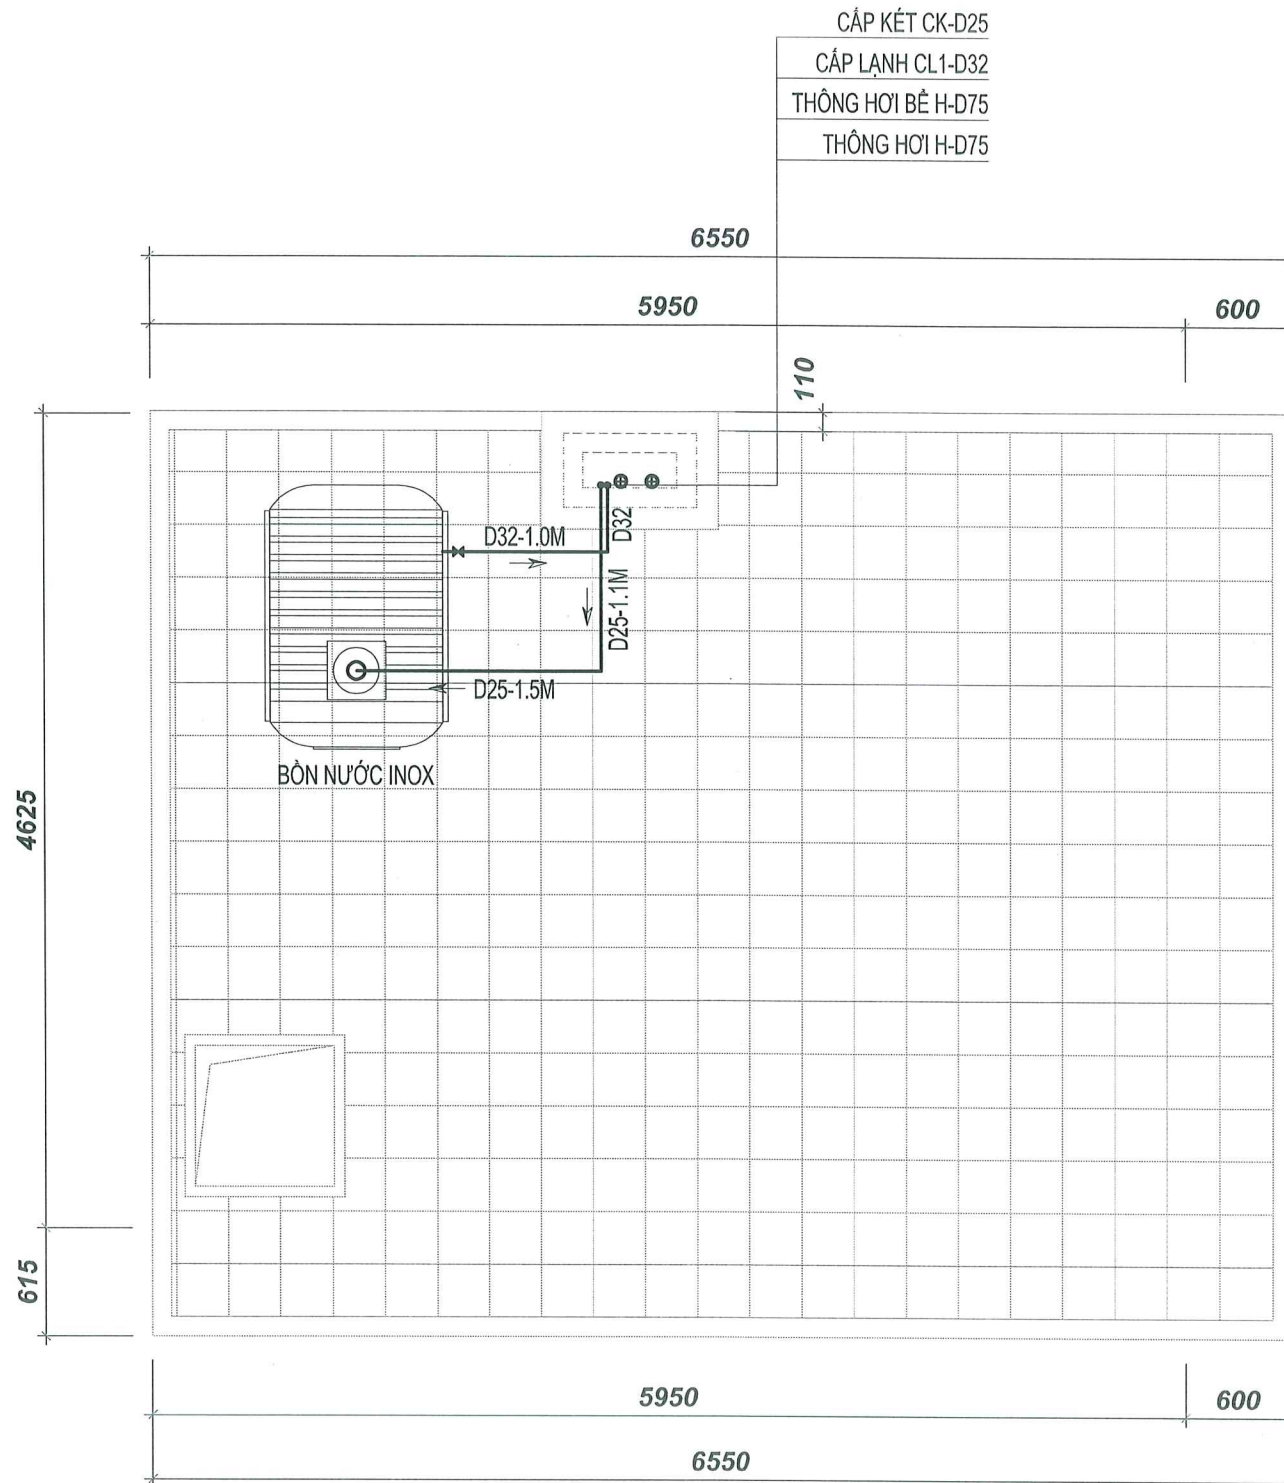 CẤP KÉT CK-D25
CẤP LẠNH CL1-D32
THÔNG HƠI BỂ H-D75
THÔNG HƠI H-D75
6550
5950
600
110
D32-1.0M
D32
D25-1.1M
D25-1.5M
BỒN NƯỚC INOX
4625
615
5950
600
6550